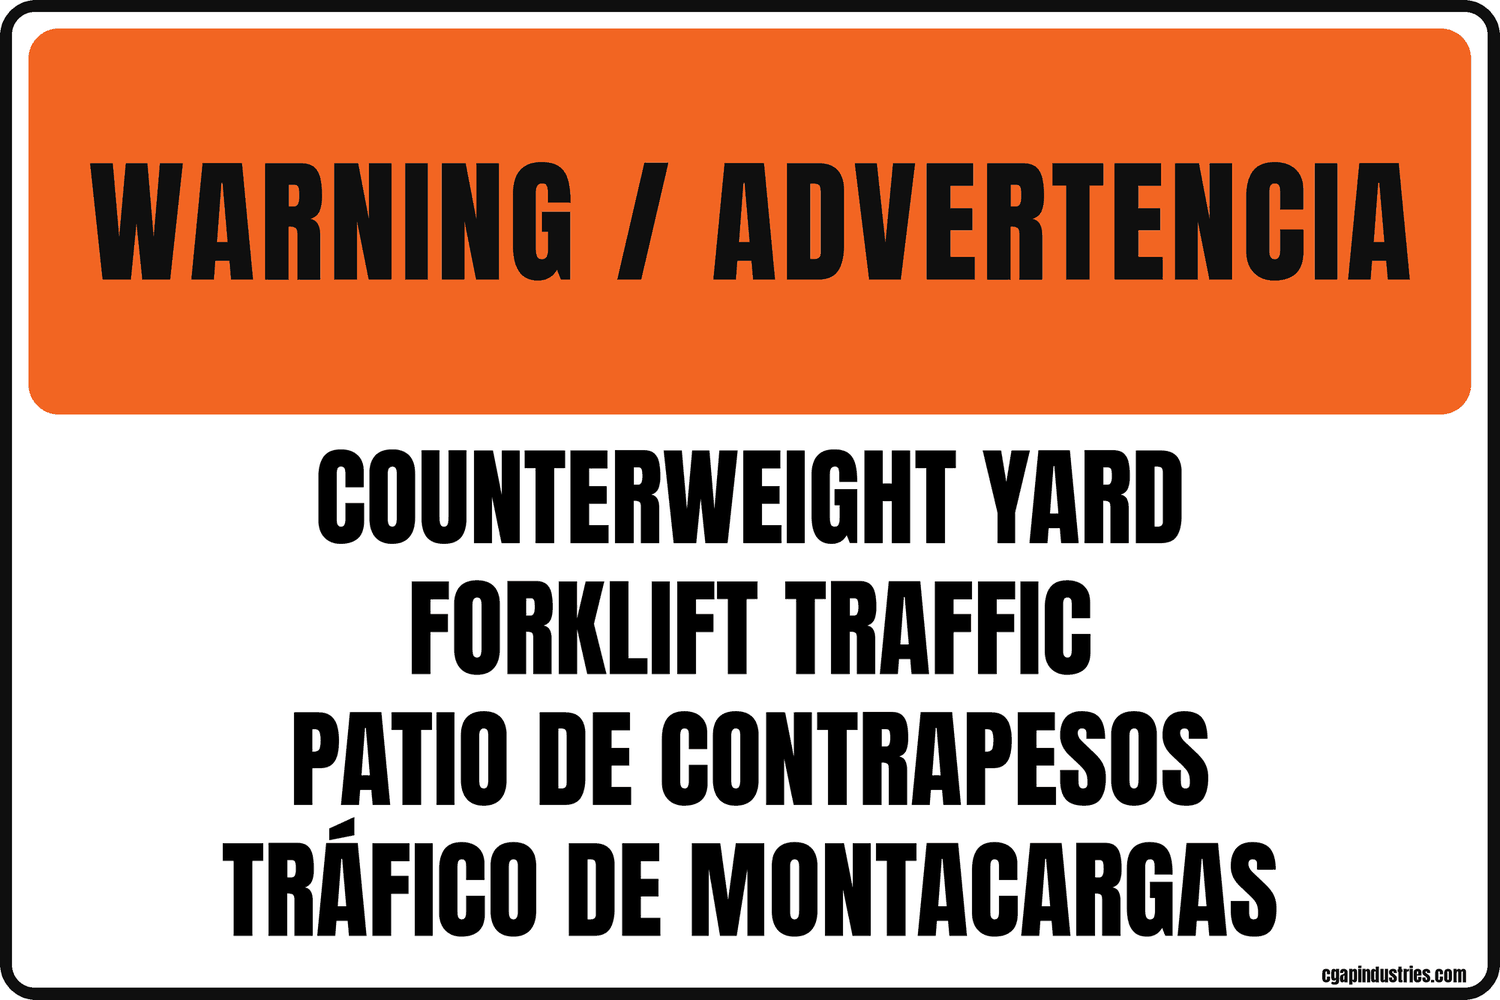 WARNING / ADVERTENCIA
COUNTERWEIGHT YARD
FORKLIFT TRAFFIC
PATIO DE CONTRAPESOS
TRÁFICO DE MONTACARGAS
cgapindustries.com